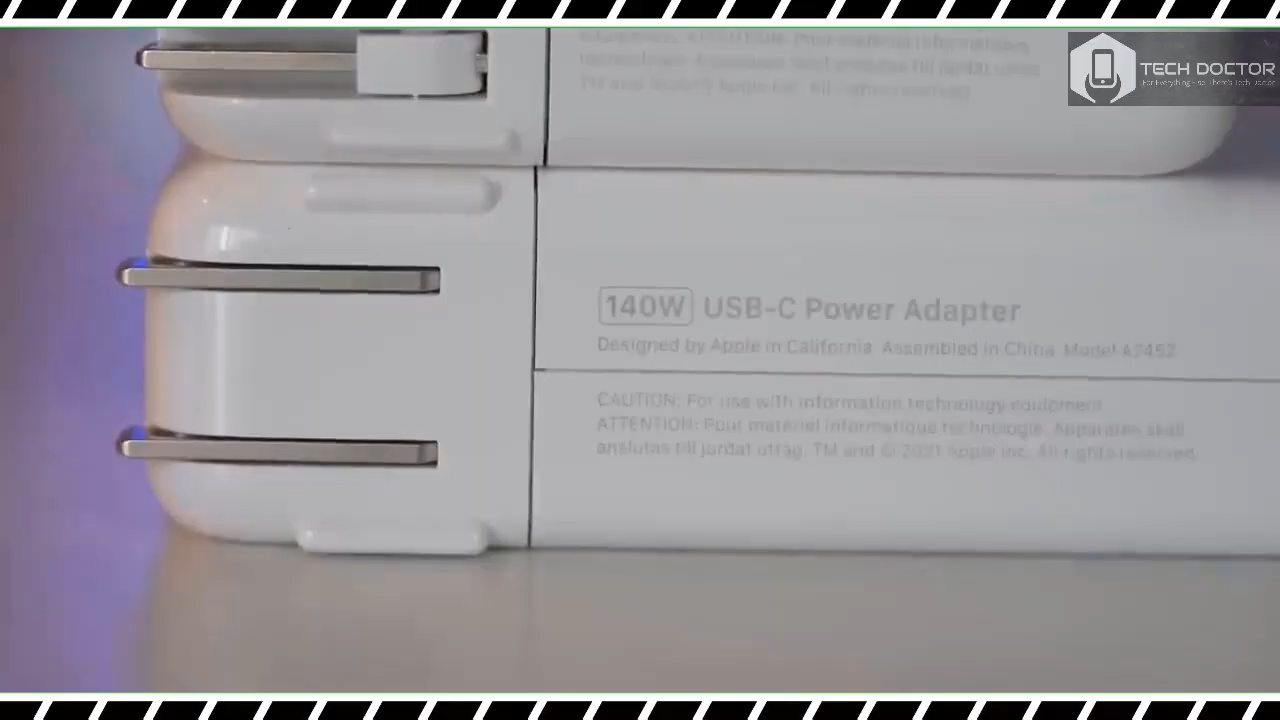 TECH DOCTOR
140W USB-C Power Adapter
Designed by Apple in California Assembled in China Model A2452
CAUTION: For use with information technology equipment
ATTENTION: Pour matériel informatique technologie. Apparaten skall
anslutas till jordat uttag. TM and © 2021 Apple Inc. All rights reserved.